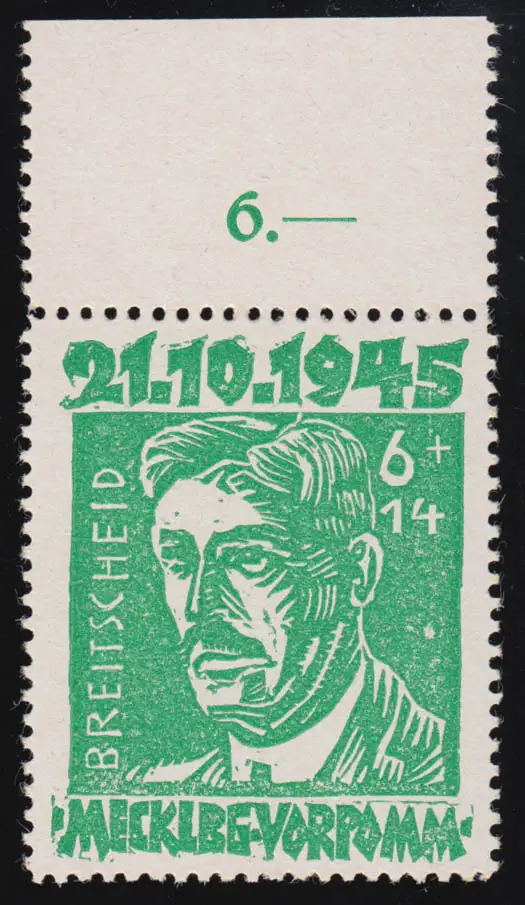 6.—
21.10.1945
6+
14
BREITSCHEID
MECKLBG-VORPOMM